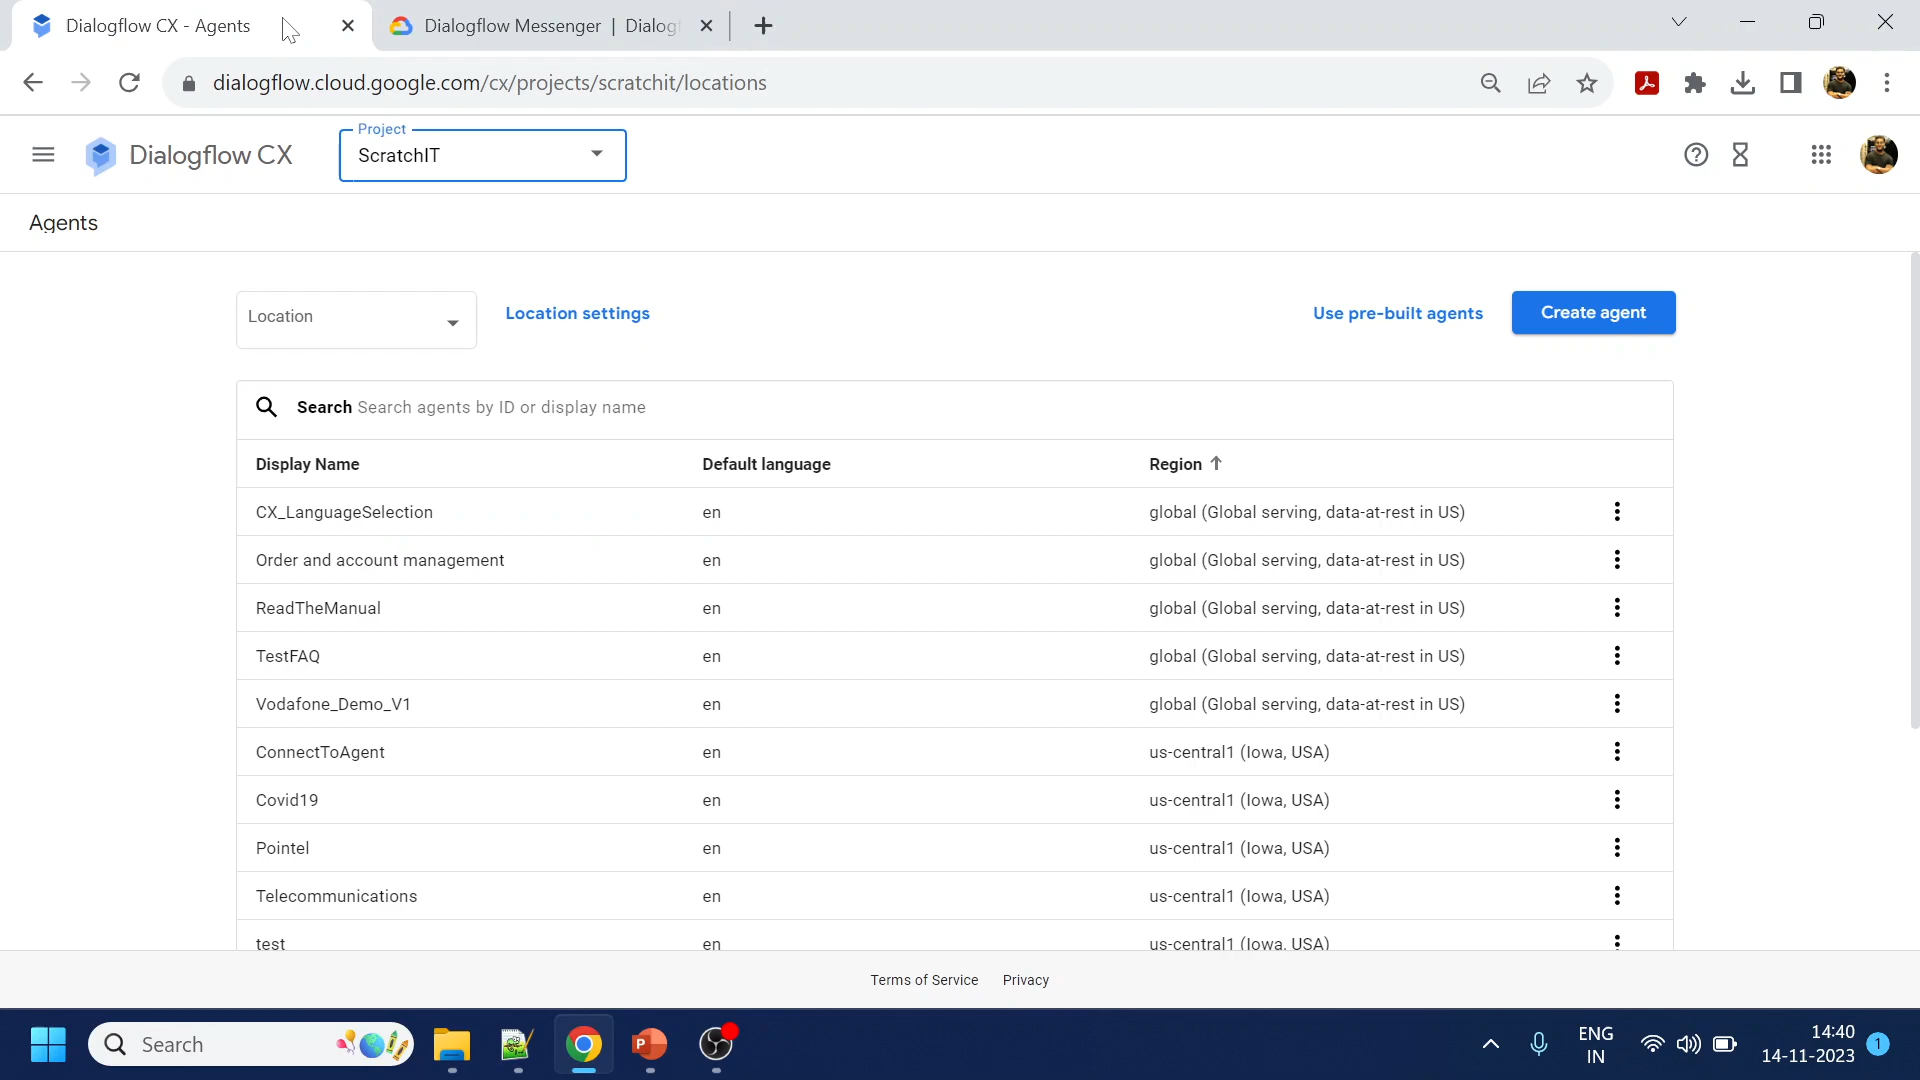 Dialogflow CX - Agents
Dialogflow Messenger | Dialog
dialogflow.cloud.google.com/cx/projects/scratchit/locations
Dialogflow CX
Project
ScratchIT
Agents
Location
Location settings
Use pre-built agents
Create agent
Search Search agents by ID or display name
Display Name Default language Region
CX_LanguageSelection en global (Global serving, data-at-rest in US)
Order and account management en global (Global serving, data-at-rest in US)
ReadTheManual en global (Global serving, data-at-rest in US)
TestFAQ en global (Global serving, data-at-rest in US)
Vodafone_Demo_V1 en global (Global serving, data-at-rest in US)
ConnectToAgent en us-central1 (Iowa, USA)
Covid19 en us-central1 (Iowa, USA)
Pointel en us-central1 (Iowa, USA)
Telecommunications en us-central1 (Iowa, USA)
test en us-central1 (Iowa, USA)
Terms of Service Privacy
Search
P
ENG
IN
14:40
14-11-2023
1